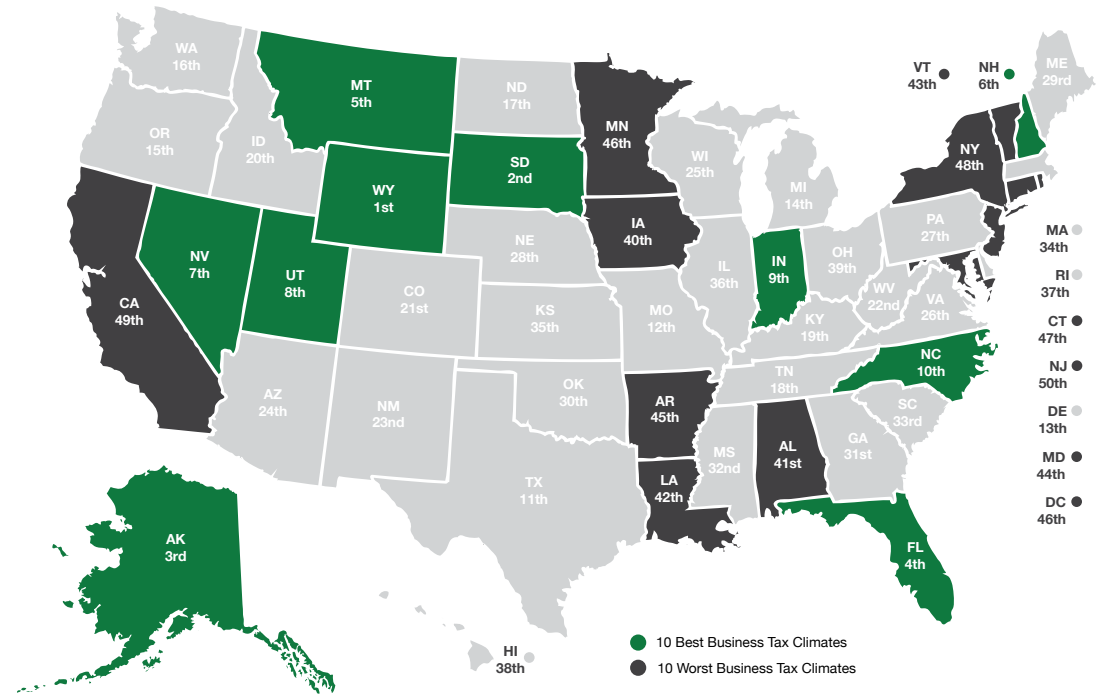 WA
16th
MT
5th
ND
17th
MN
46th
VT
43th
NH
6th
ME
29rd
OR
15th
ID
20th
SD
2nd
WI
25th
NY
48th
WY
1st
MI
14th
IA
40th
PA
27th
MA
34th
NV
7th
UT
8th
NE
28th
IL
36th
IN
9th
OH
39th
RI
37th
CA
49th
CO
21st
KS
35th
MO
12th
WV
22nd
VA
26th
KY
19th
CT
47th
NC
10th
NJ
50th
AZ
24th
NM
23nd
OK
30th
TN
18th
AR
45th
SC
33rd
DE
13th
MS
32nd
AL
41st
GA
31st
MD
44th
TX
11th
LA
42th
DC
46th
AK
3rd
FL
4th
HI
38th
10 Best Business Tax Climates
10 Worst Business Tax Climates